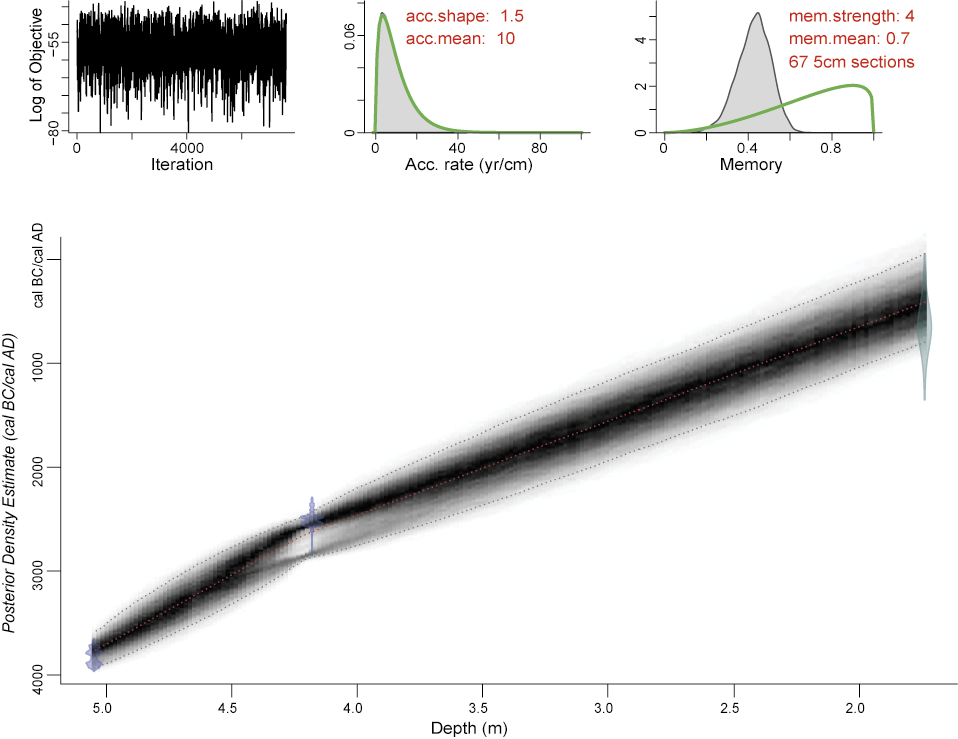 Log of Objective
−55
−80
0
4000
Iteration
acc.shape: 1.5
acc.mean: 10
0.06
0
0
40
80
Acc. rate (yr/cm)
mem.strength: 4
mem.mean: 0.7
67 5cm sections
4
2
0
0
0.4
0.8
Memory
Posterior Density Estimate (cal BC/cal AD)
cal BC/cal AD
1000
2000
3000
4000
5.0
4.5
4.0
3.5
3.0
2.5
2.0
Depth (m)